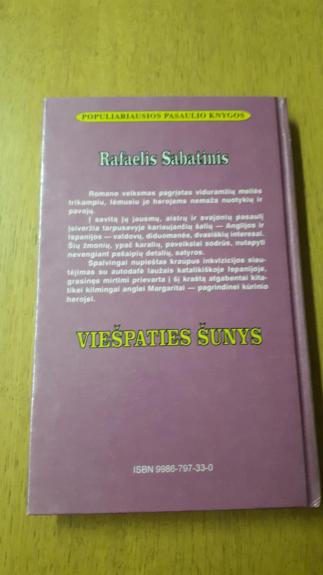 POPULIARIAUSIOS PASAULIO KNYGOS
Rafaelis Sabatinis
Romano veiksmas pagrįstas viduramžių meilės
trikampiu, lėmusiu jo herojams nemaža nuotykių ir
pavojų.
Į savitą jų jausmų, aistrų ir svajonių pasaulį
įsiveržia tarpusavyje kariaujančių šalių — Anglijos ir
Ispanijos — valdovų, diduomenės, dvasiškių interesai.
Šių žmonių, ypač karalių, paveikslai sodrūs, nutapyti
nevengiant pašaipių detalių, satyros.
Spalvingai nupieštas kraupus inkvizicijos siau-
tėjimas su autodafė laužais katalikiškoje Ispanijoje,
grasinęs mirtimi prievarta į šį kraštą atgabentai kita-
tikei kilmingai anglei Margaritai — pagrindinei kūrinio
herojei.
VIEŠPATIES ŠUNYS
ISBN 9986-797-33-0